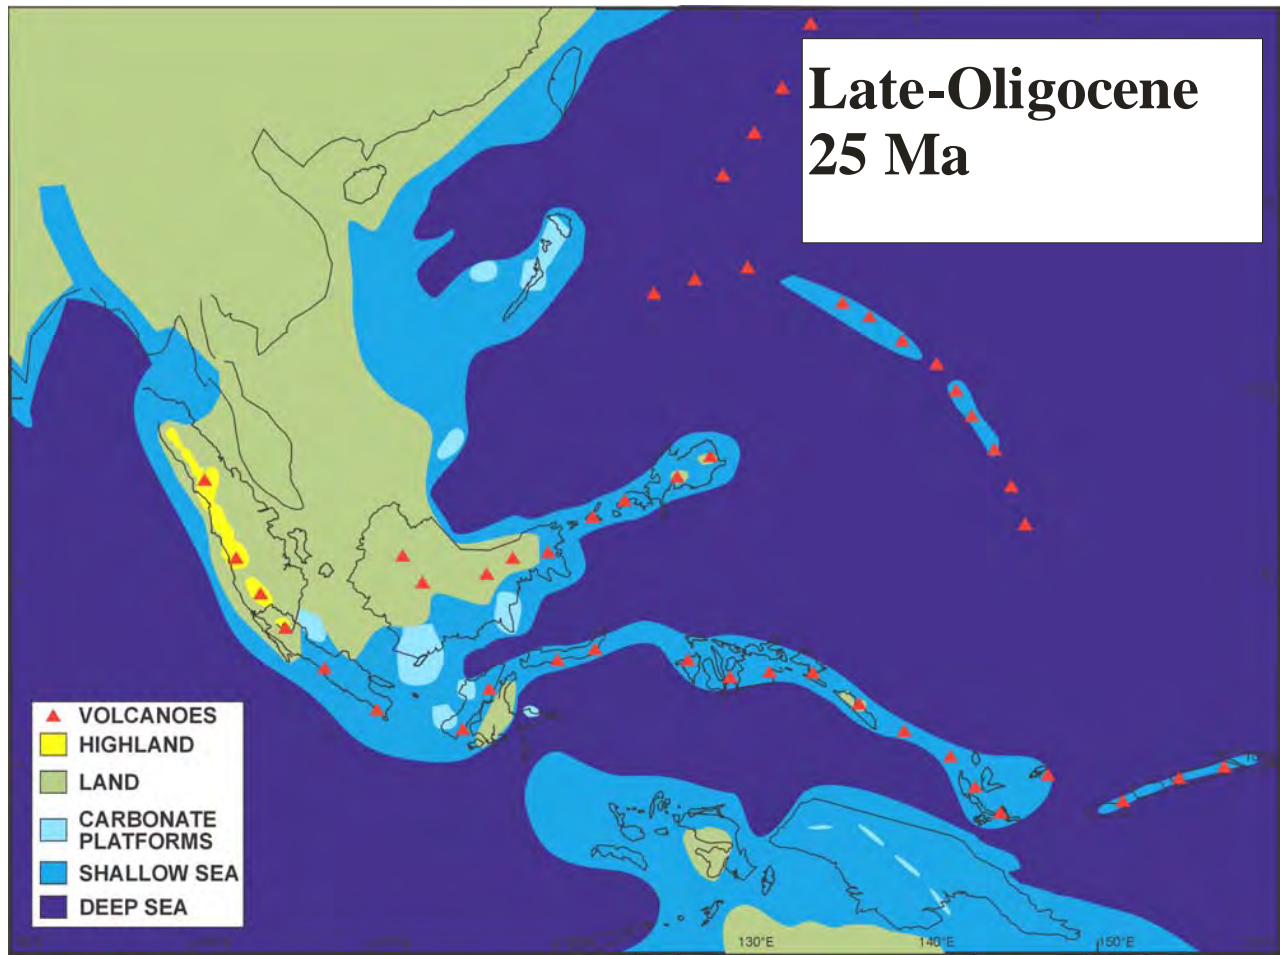 Late-Oligocene
25 Ma
VOLCANOES
HIGHLAND
LAND
CARBONATE
PLATFORMS
SHALLOW SEA
DEEP SEA
130°E
140°E
150°E